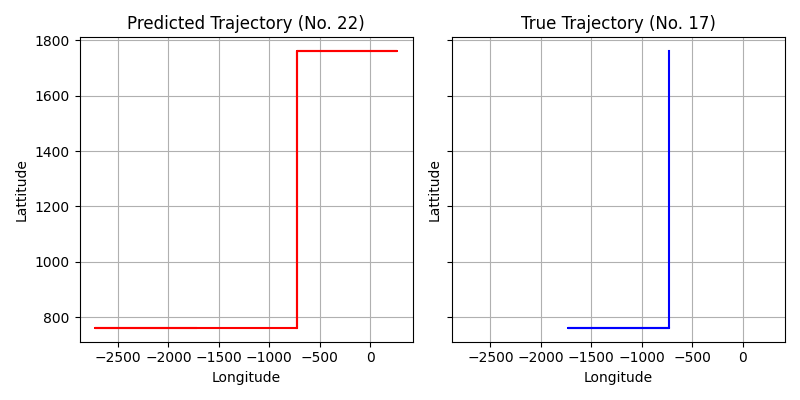 Predicted Trajectory (No. 22)
True Trajectory (No. 17)
1800
1600
1400
1200
1000
800
Lattitude
Lattitude
−2500 −2000 −1500 −1000 −500 0
−2500 −2000 −1500 −1000 −500 0
Longitude
Longitude